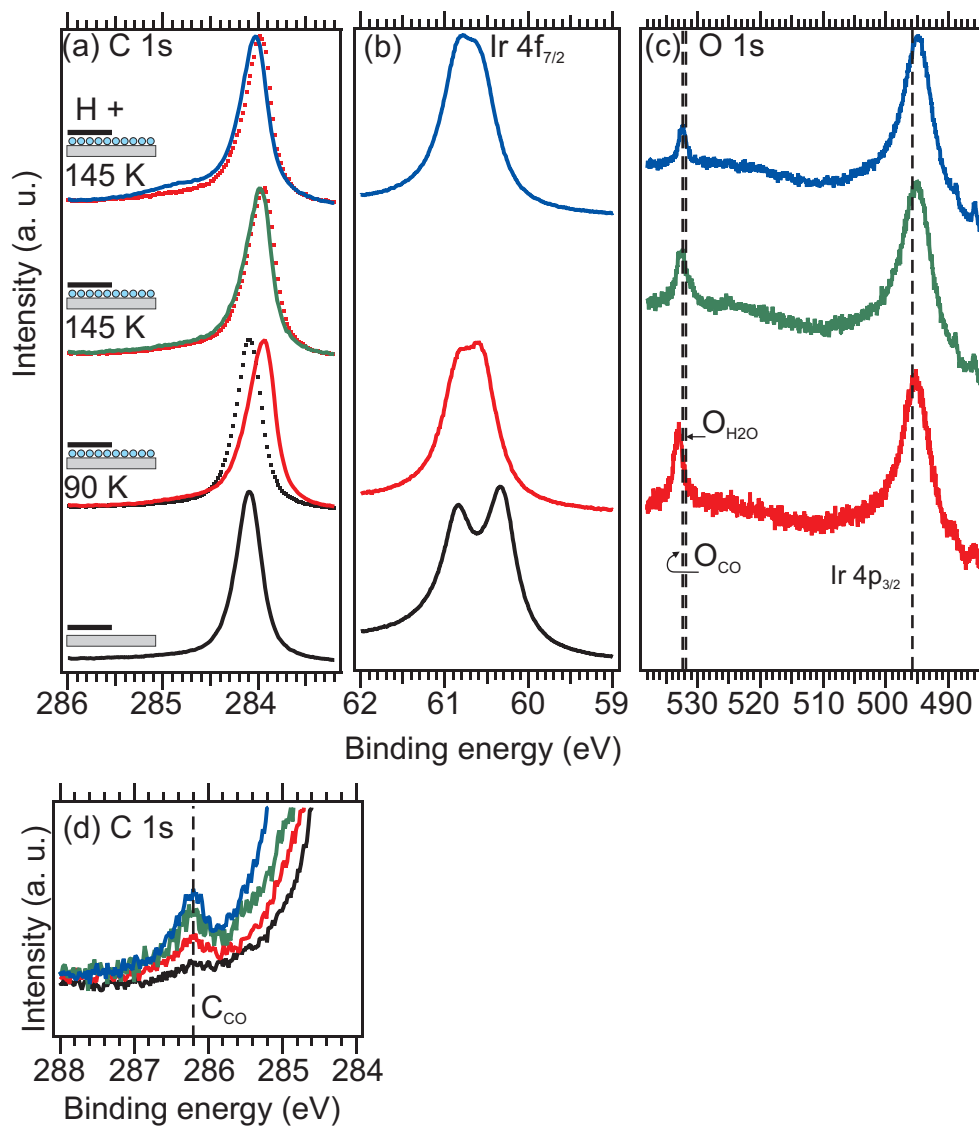 (a) C 1s
(b) Ir 4f7/2
(c) O 1s
H +
145 K
145 K
90 K
OH2O
OCO
Ir 4p3/2
Intensity (a. u.)
286 284
62 61 60 59
530 520 510 500 490
Binding energy (eV)
(d) C 1s
CCO
Intensity (a. u.)
288 287 286 285 284
Binding energy (eV)